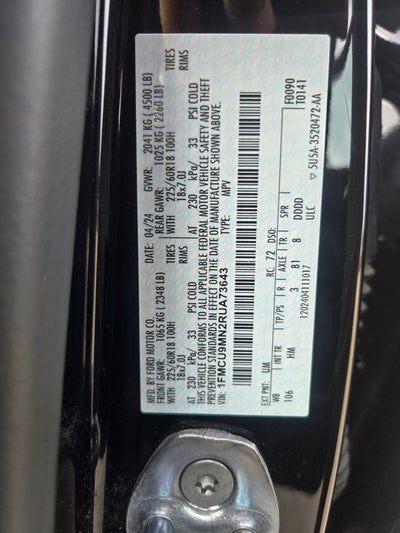 MFD. BY FORD MOTOR CO.
DATE: 04/24 GVWR: 2041 KG ( 4500 LB)
FRONT GAWR: 1065 KG ( 2348 LB) REAR GAWR: 1025 KG ( 2260 LB)
WITH 225/60R18 100H TIRES WITH 225/60R18 100H TIRES
18x7.0J RIMS 18x7.0J RIMS
AT 230 kPa/ 33 PSI COLD AT 230 kPa/ 33 PSI COLD
THIS VEHICLE CONFORMS TO ALL APPLICABLE FEDERAL MOTOR VEHICLE SAFETY AND THEFT
PREVENTION STANDARDS IN EFFECT ON THE DATE OF MANUFACTURE SHOWN ABOVE.
VIN: 1FMCU9MN2RUA73643 F0090
TYPE: MPV T0141
EXT PNT: UM RC: 72 DSO:
WB INT TR TP/PS R AXLE TR SPR
106 HM 3 81 8 DDDD
1202404111017 ULC
5U5A-3520472-AA